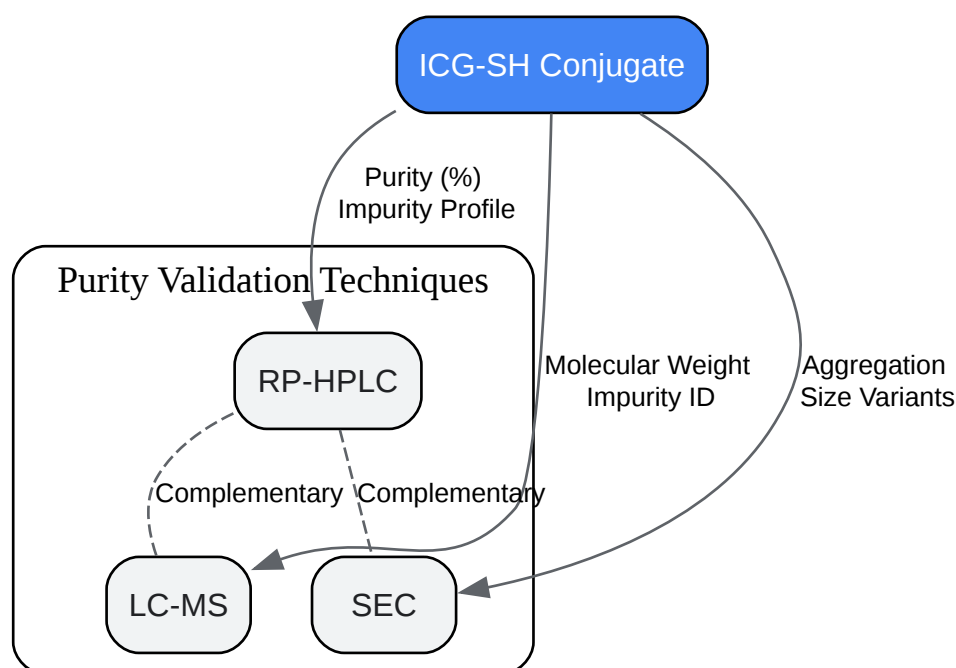 ICG-SH Conjugate
Purity (%)
Impurity Profile
Purity Validation Techniques
RP-HPLC
Molecular Weight
Impurity ID
Aggregation
Size Variants
Complementary
Complementary
LC-MS
SEC